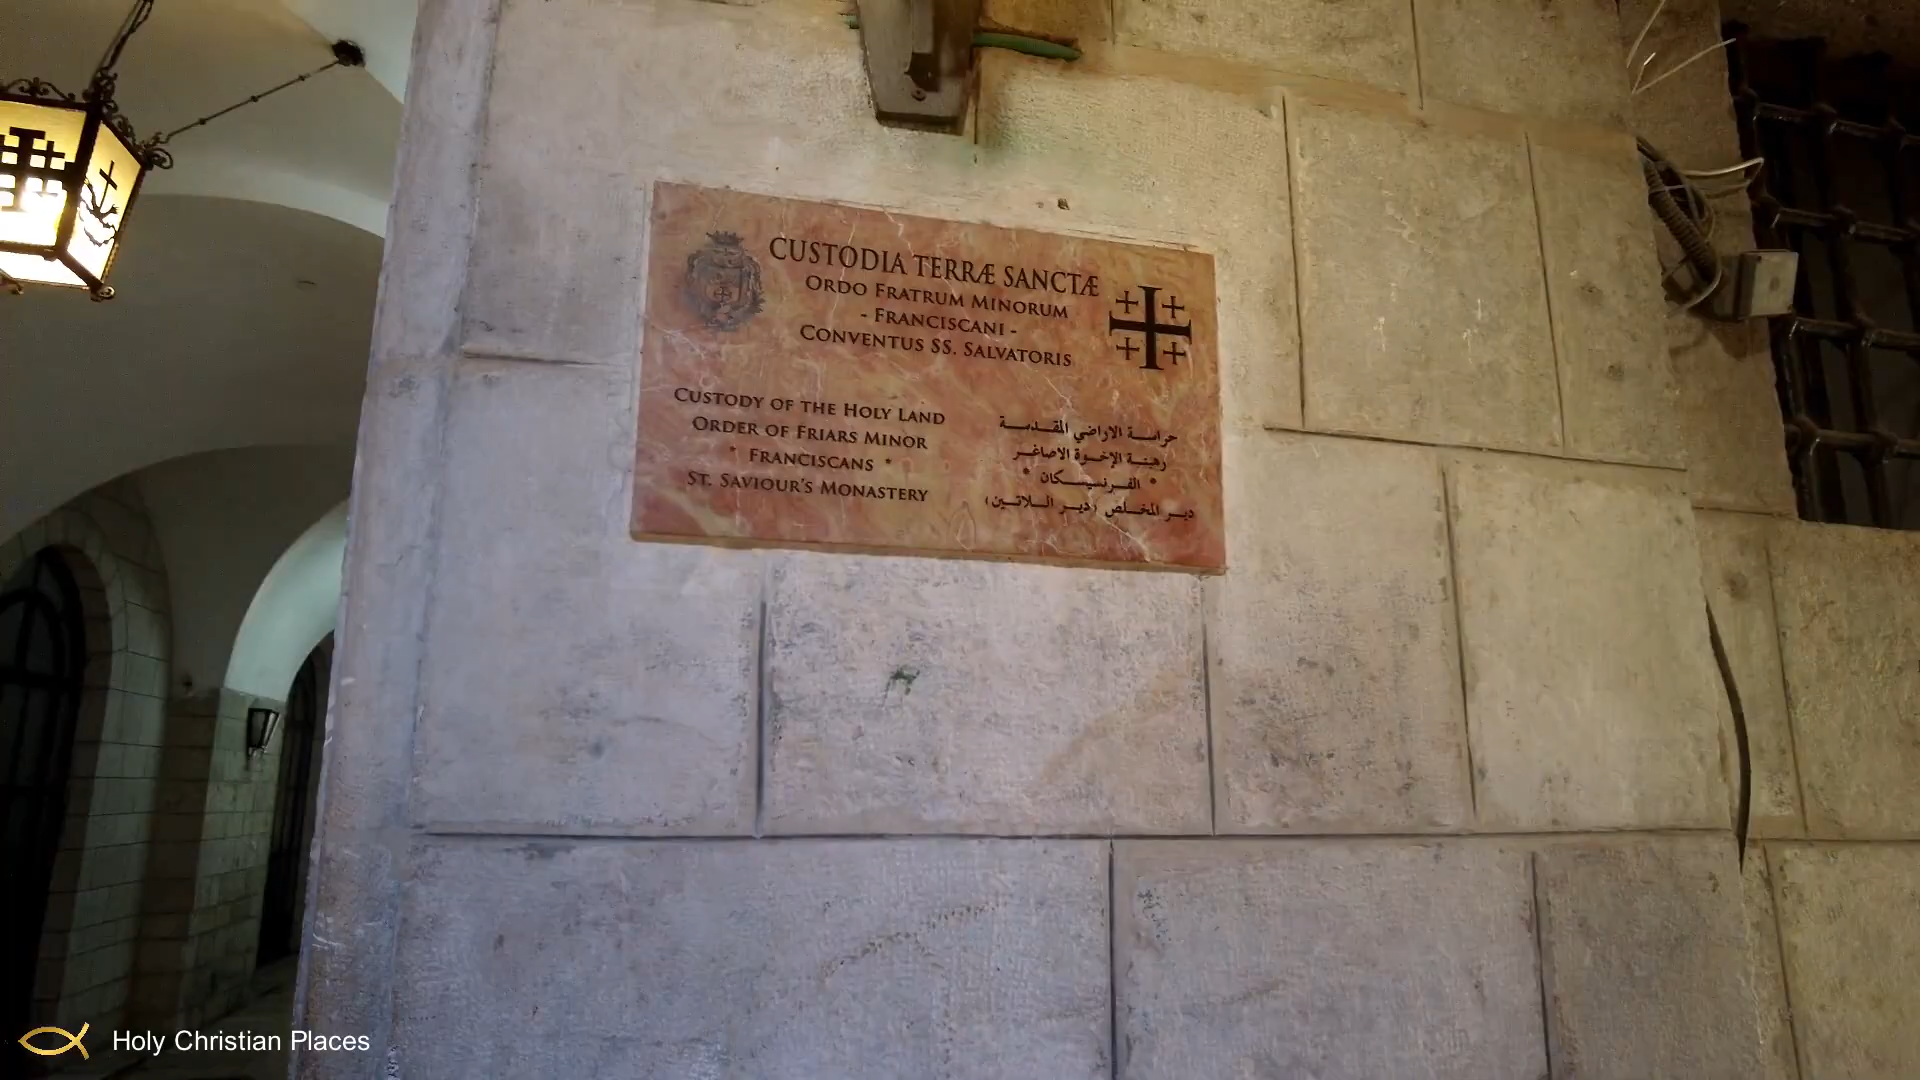 CUSTODIA TERRÆ SANCTÆ
ORDO FRATRUM MINORUM
- FRANCISCANI -
CONVENTUS SS. SALVATORIS
CUSTODY OF THE HOLY LAND
ORDER OF FRIARS MINOR
* FRANCISCANS *
ST. SAVIOUR'S MONASTERY
حراسة الاراضي المقدسة
رهبنة الإخوة الاصاغر
* الفرنسيسكان *
دير المخلص (دير اللاتين)
Holy Christian Places